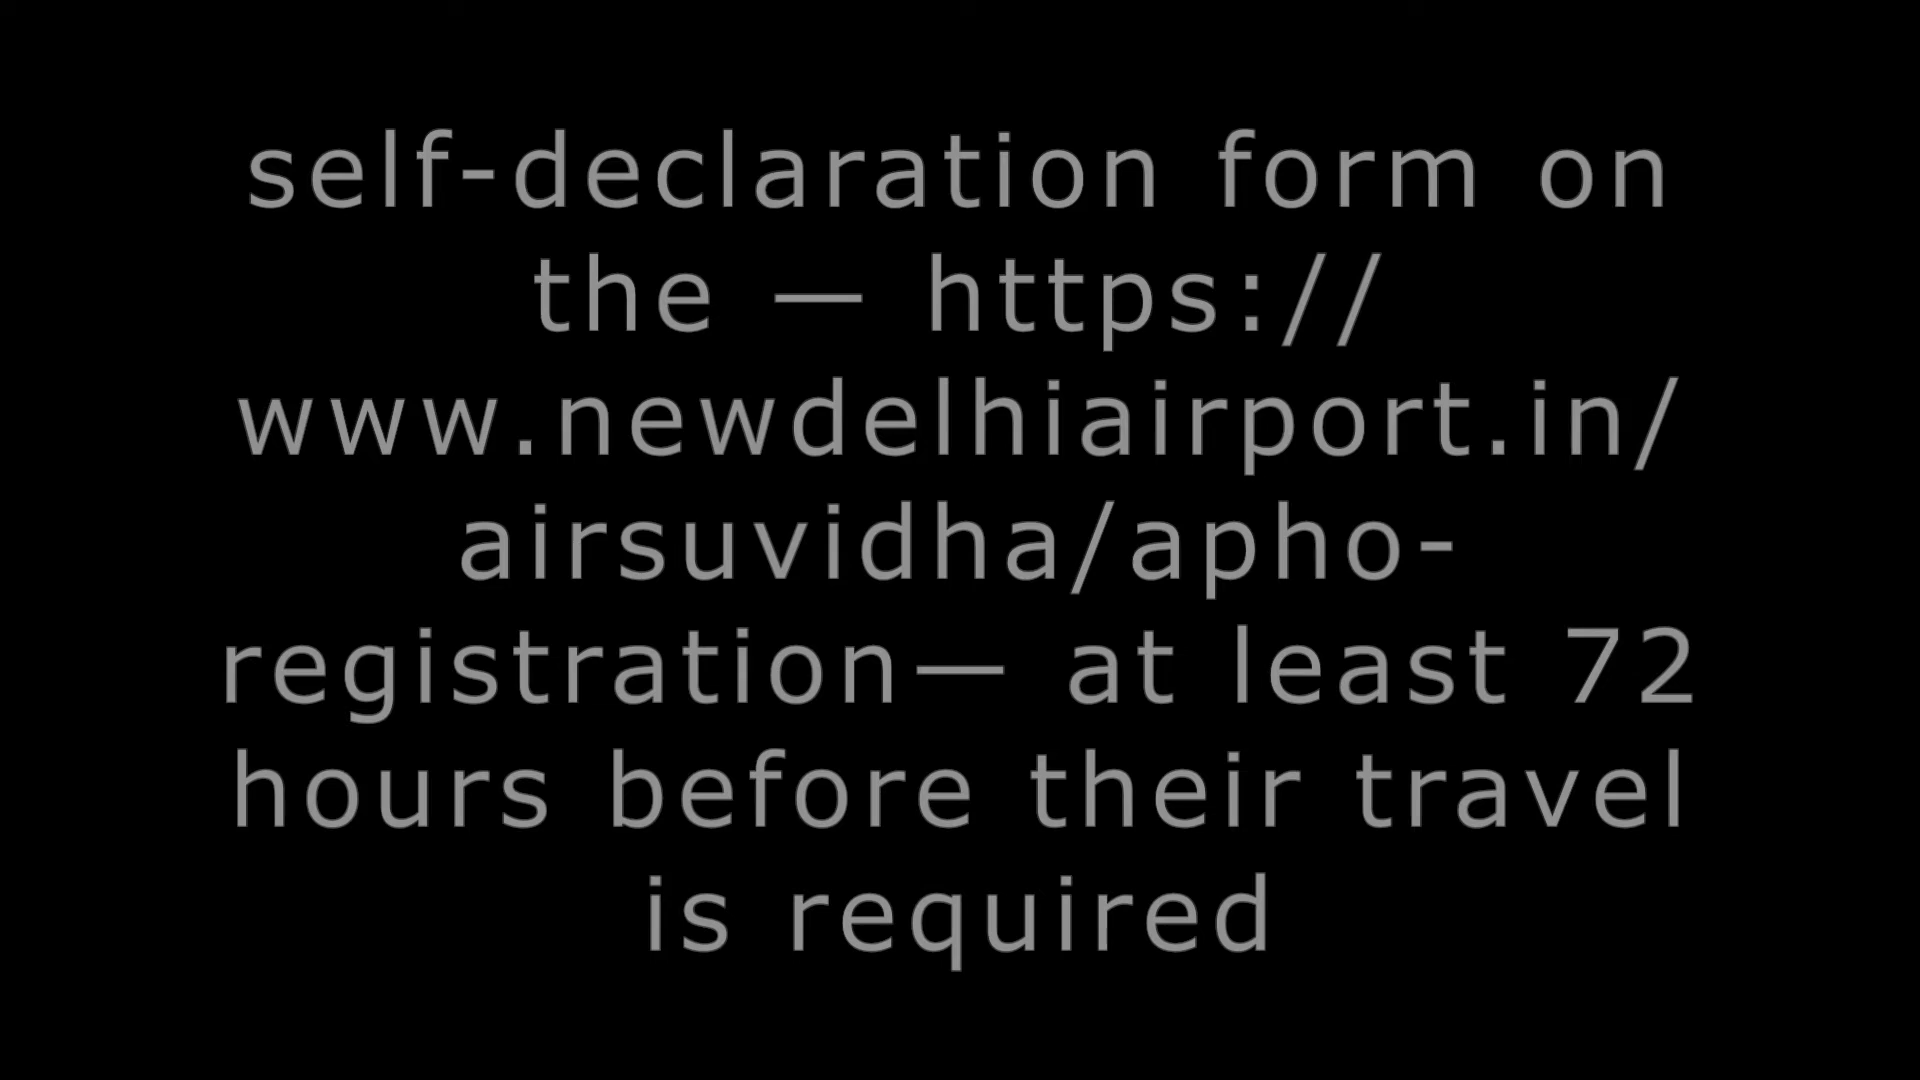 self-declaration form on
the — https://
www.newdelhiairport.in/
airsuvidha/apho-
registration— at least 72
hours before their travel
is required